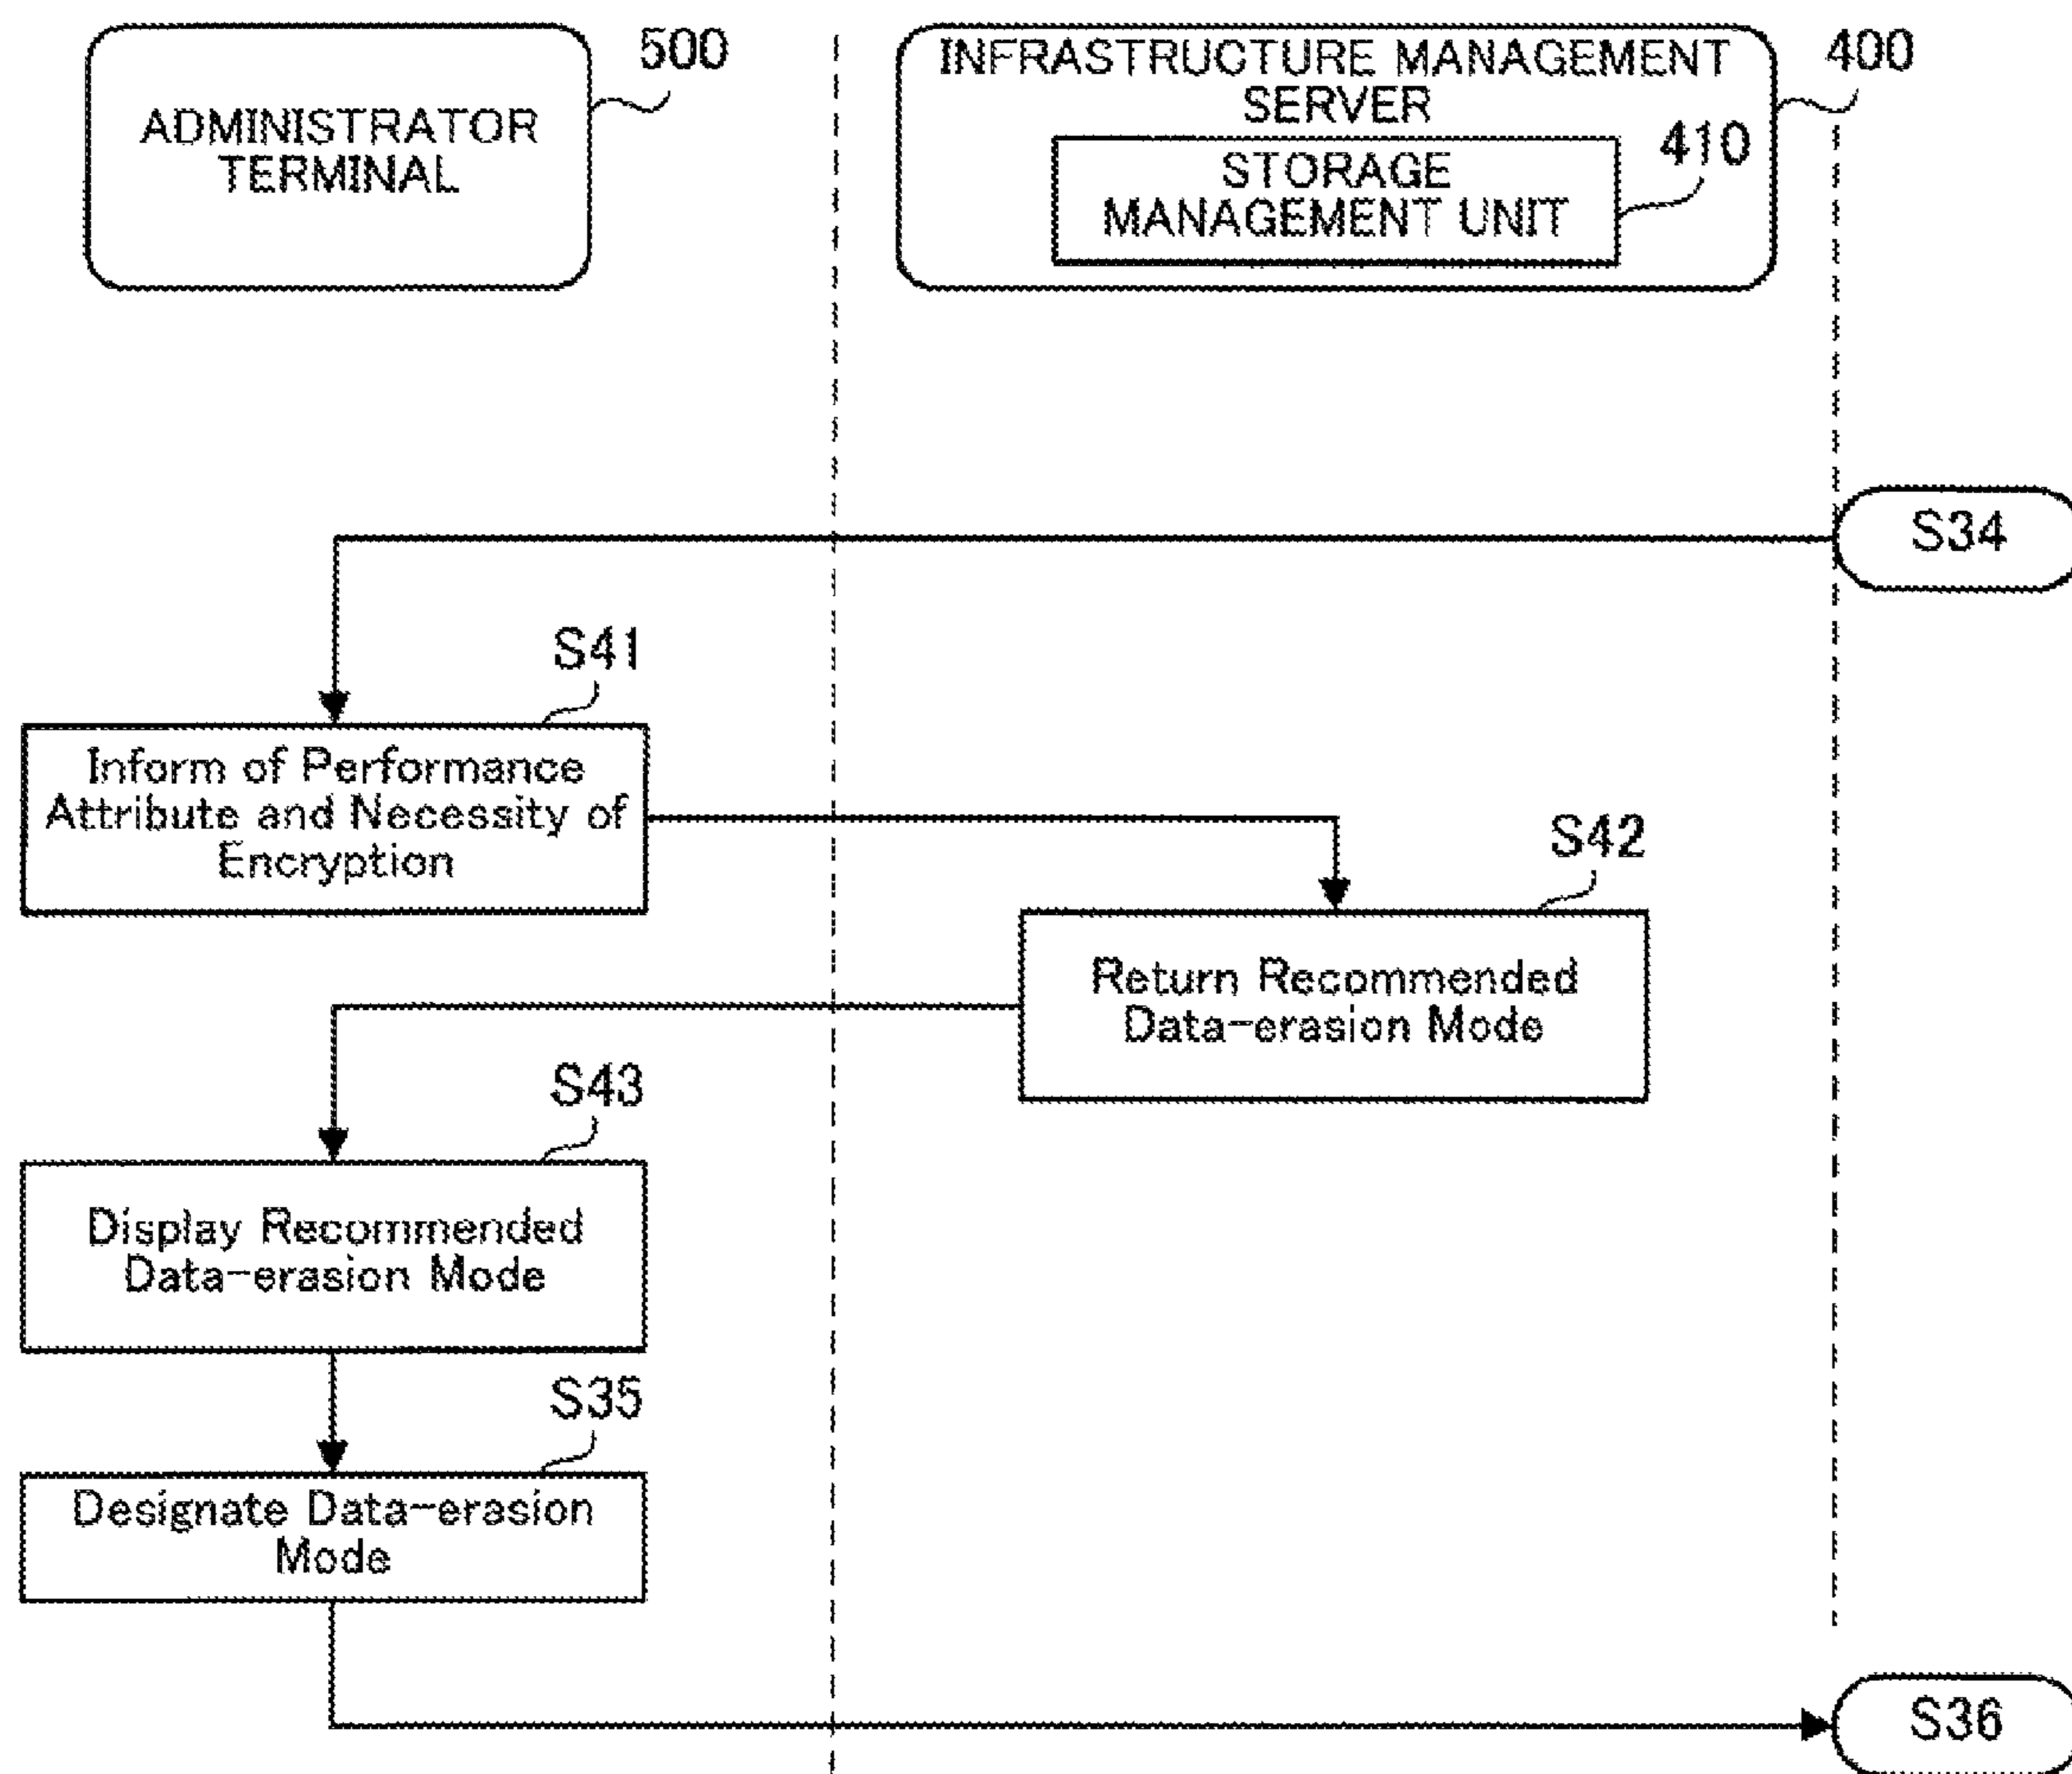 500
ADMINISTRATOR
TERMINAL
INFRASTRUCTURE MANAGEMENT
SERVER
400
STORAGE
MANAGEMENT UNIT
410
S34
S41
Inform of Performance
Attribute and Necessity of
Encryption
S42
Return Recommended
Data-erasion Mode
S43
Display Recommended
Data-erasion Mode
S35
Designate Data-erasion
Mode
S36